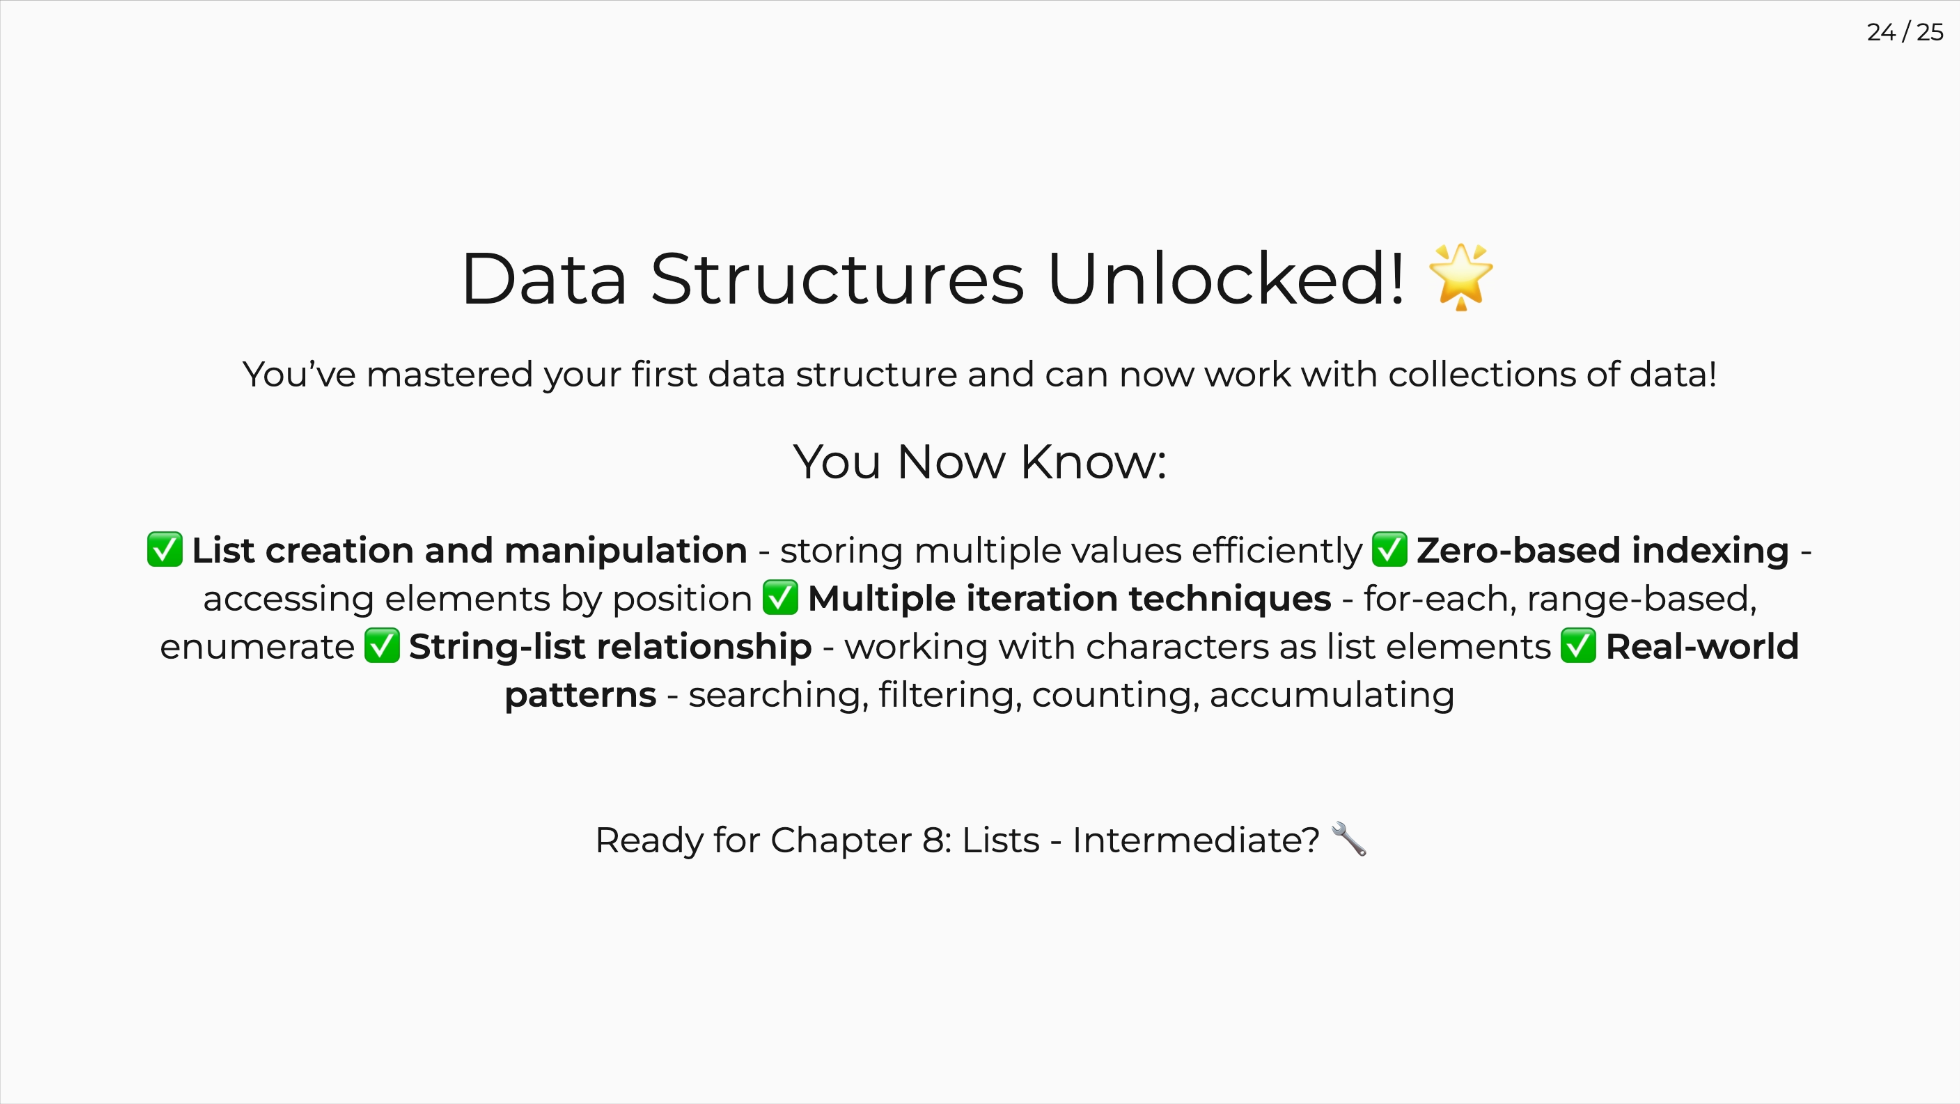 24 / 25
Data Structures Unlocked! 🌟
You’ve mastered your first data structure and can now work with collections of data!
You Now Know:
✅ List creation and manipulation - storing multiple values efficiently ✅ Zero-based indexing -
accessing elements by position ✅ Multiple iteration techniques - for-each, range-based,
enumerate ✅ String-list relationship - working with characters as list elements ✅ Real-world
patterns - searching, filtering, counting, accumulating
Ready for Chapter 8: Lists - Intermediate? 🔧